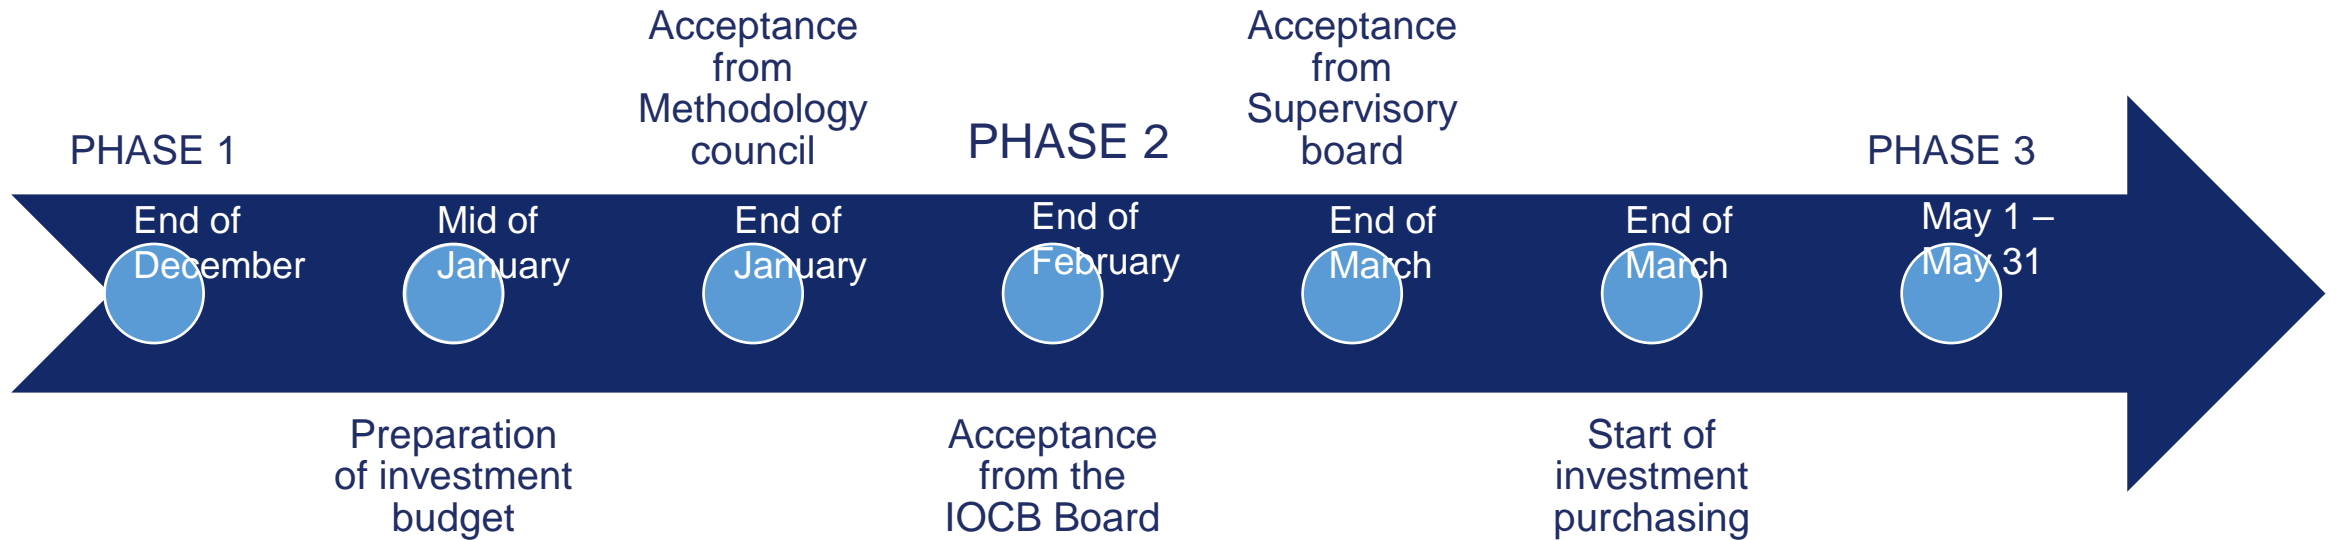 Acceptance
from
Methodology
council
Acceptance
from
Supervisory
board
PHASE 1
PHASE 2
PHASE 3
End of
December
Mid of
January
End of
January
End of
February
End of
March
End of
March
May 1 –
May 31
Preparation
of investment
budget
Acceptance
from the
IOCB Board
Start of
investment
purchasing